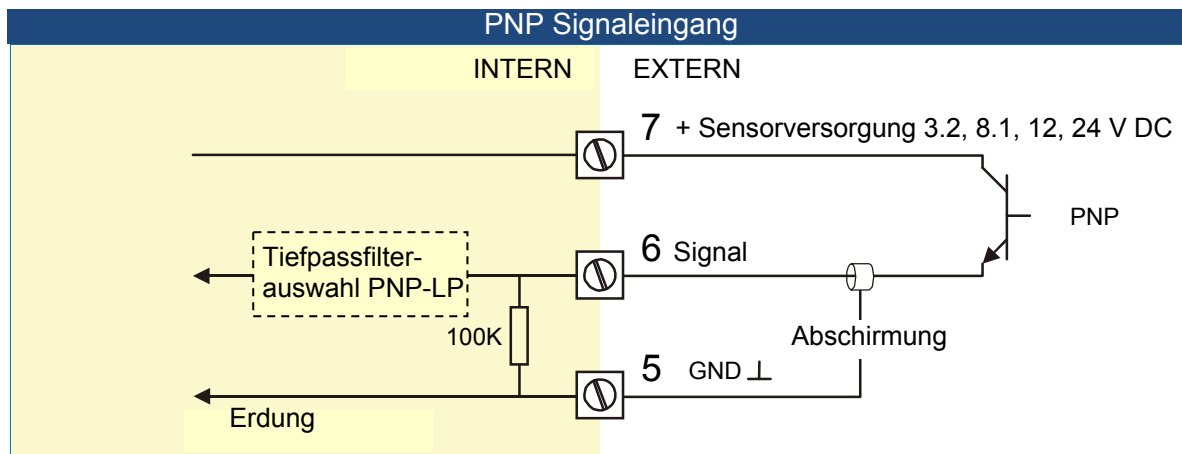 PNP Signaleingang
INTERN
EXTERN
7 + Sensorversorgung 3.2, 8.1, 12, 24 V DC
PNP
6 Signal
Tiefpassfilter-
auswahl PNP-LP
100K
Abschirmung
5 GND
Erdung